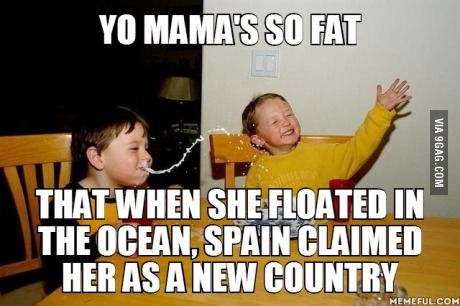 YO MAMA'S SO FAT
VIA 9GAG.COM
THAT WHEN SHE FLOATED IN
THE OCEAN, SPAIN CLAIMED
HER AS A NEW COUNTRY
MEMEFUL.COM